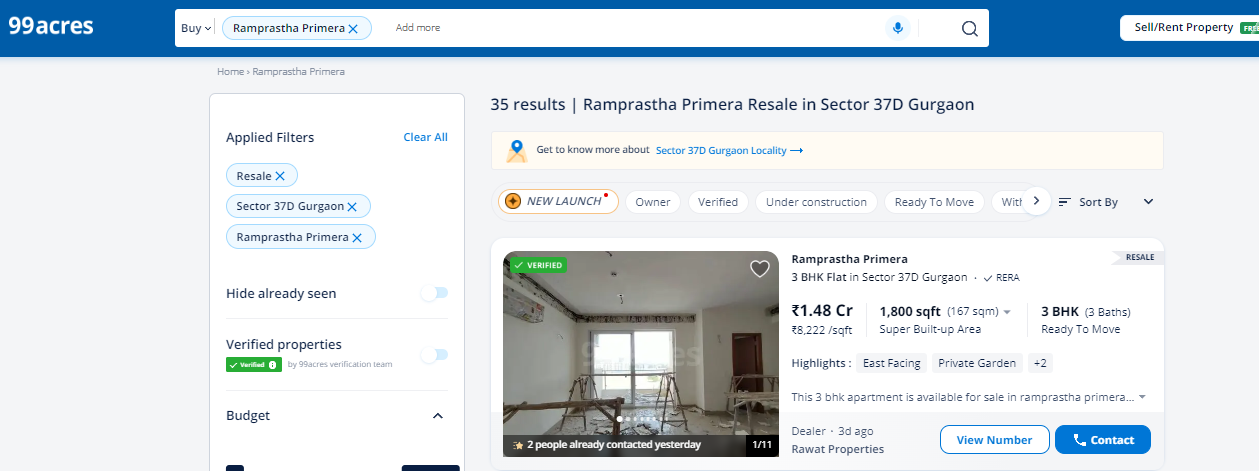 99acres
Buy
Ramprastha Primera
Add more
Sell/Rent Property
Home › Ramprastha Primera
Applied Filters
Clear All
Resale
Sector 37D Gurgaon
Ramprastha Primera
Hide already seen
Verified properties
Verified
by 99acres verification team
Budget
35 results | Ramprastha Primera Resale in Sector 37D Gurgaon
Get to know more about Sector 37D Gurgaon Locality
NEW LAUNCH
Owner
Verified
Under construction
Ready To Move
Sort By
VERIFIED
99acres
2 people already contacted yesterday
1/11
Ramprastha Primera
RESALE
3 BHK Flat in Sector 37D Gurgaon · RERA
₹1.48 Cr
₹8,222 /sqft
1,800 sqft (167 sqm)
Super Built-up Area
3 BHK (3 Baths)
Ready To Move
Highlights :
East Facing
Private Garden
+2
This 3 bhk apartment is available for sale in ramprastha primera...
Dealer · 3d ago
Rawat Properties
View Number
Contact